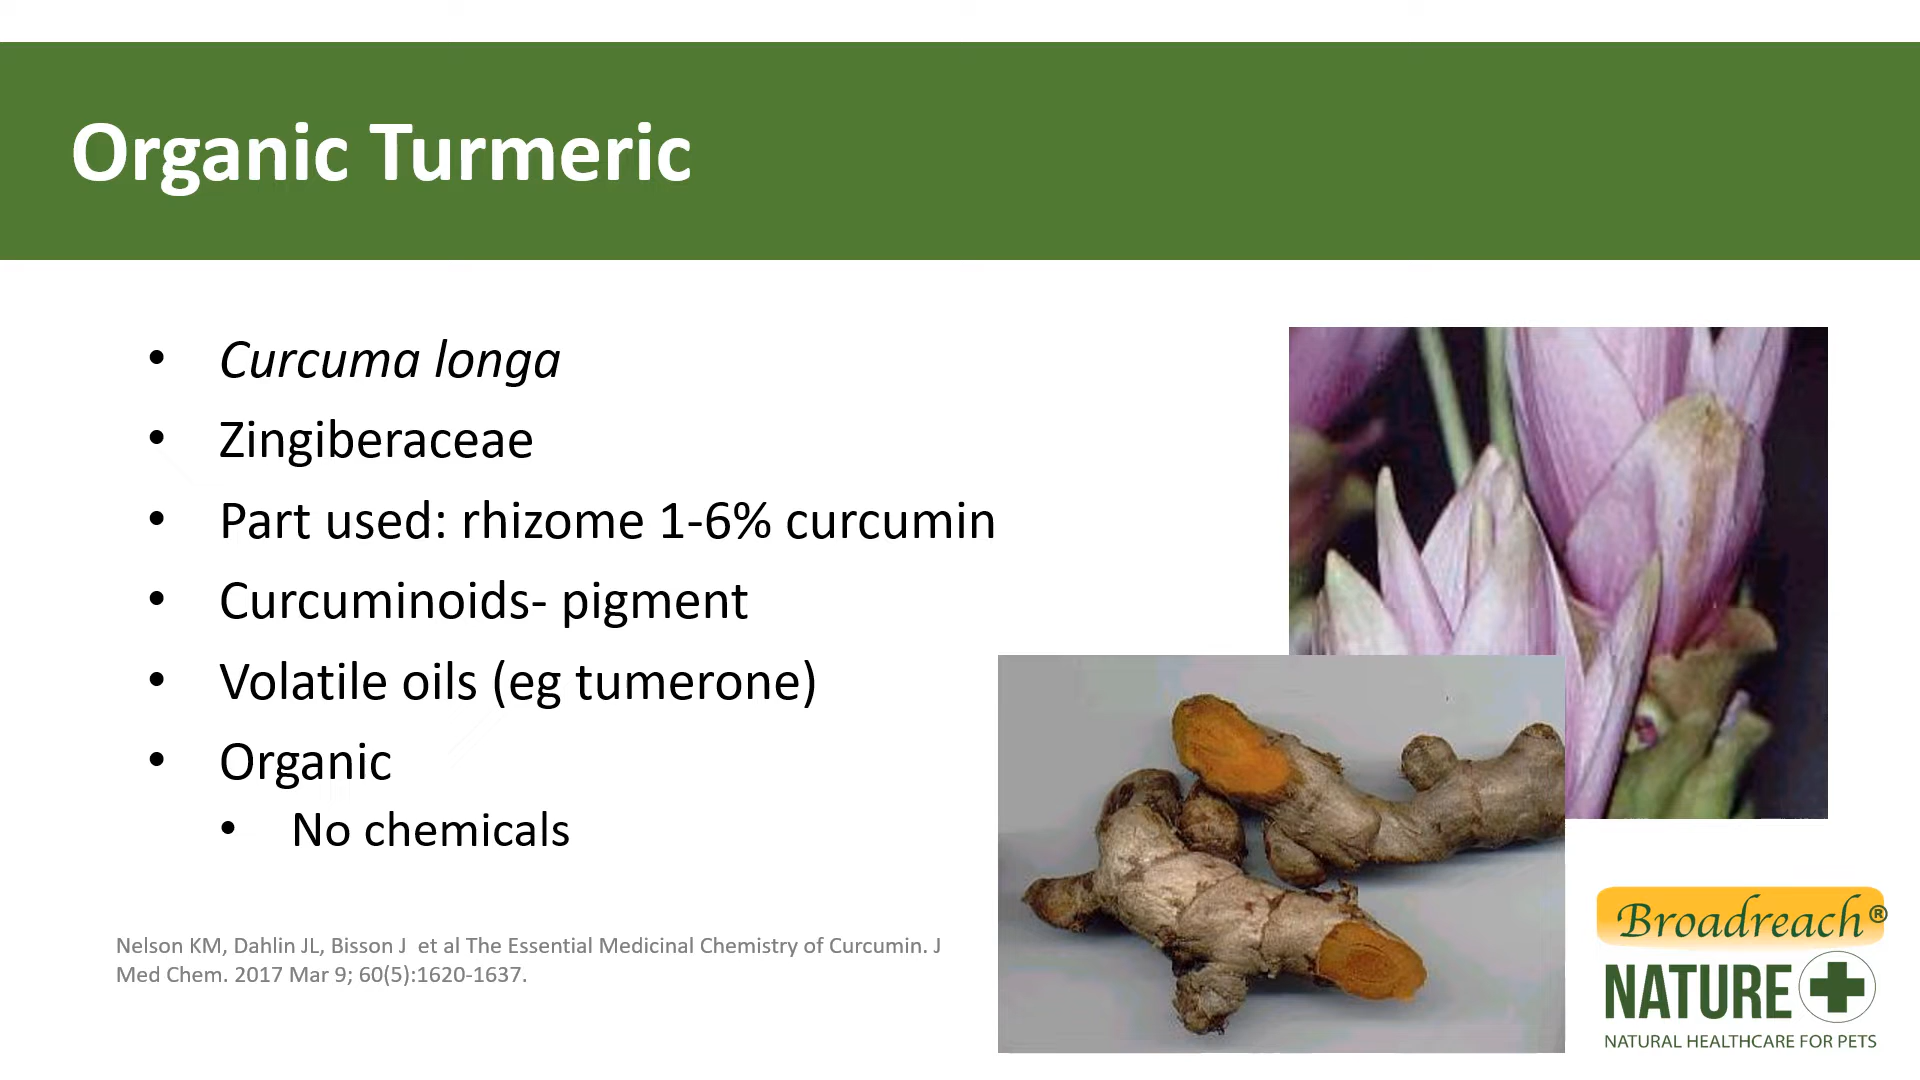 Organic Turmeric
• Curcuma longa
• Zingiberaceae
• Part used: rhizome 1-6% curcumin
• Curcuminoids- pigment
• Volatile oils (eg tumerone)
• Organic
• No chemicals
Nelson KM, Dahlin JL, Bisson J  et al The Essential Medicinal Chemistry of Curcumin. J
Med Chem. 2017 Mar 9; 60(5):1620-1637.
Broadreach®
NATURE+
NATURAL HEALTHCARE FOR PETS